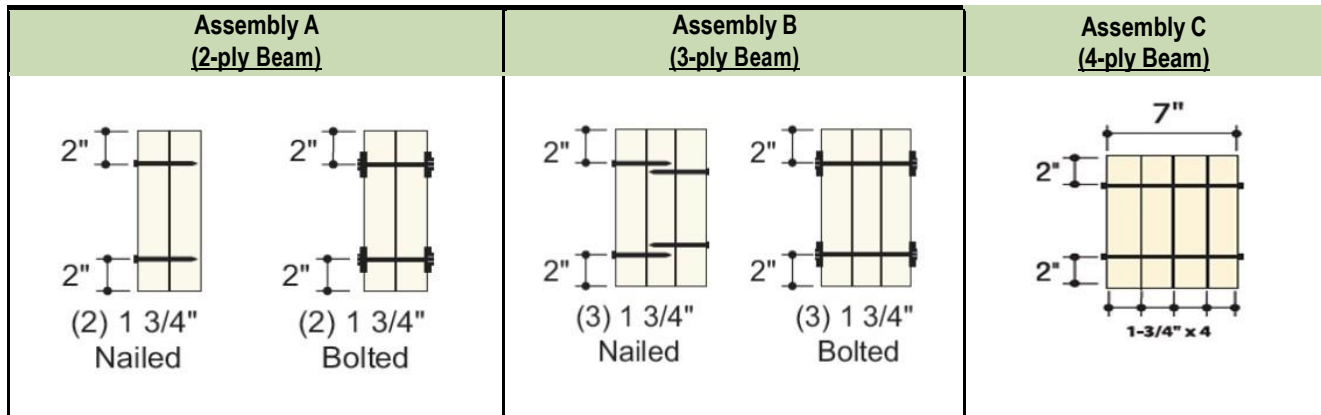 Assembly A
(2-ply Beam)
2"
2"
(2) 1 3/4"
Nailed
2"
2"
(2) 1 3/4"
Bolted
Assembly B
(3-ply Beam)
2"
2"
(3) 1 3/4"
Nailed
2"
2"
(3) 1 3/4"
Bolted
Assembly C
(4-ply Beam)
7"
2"
2"
1-3/4" x 4